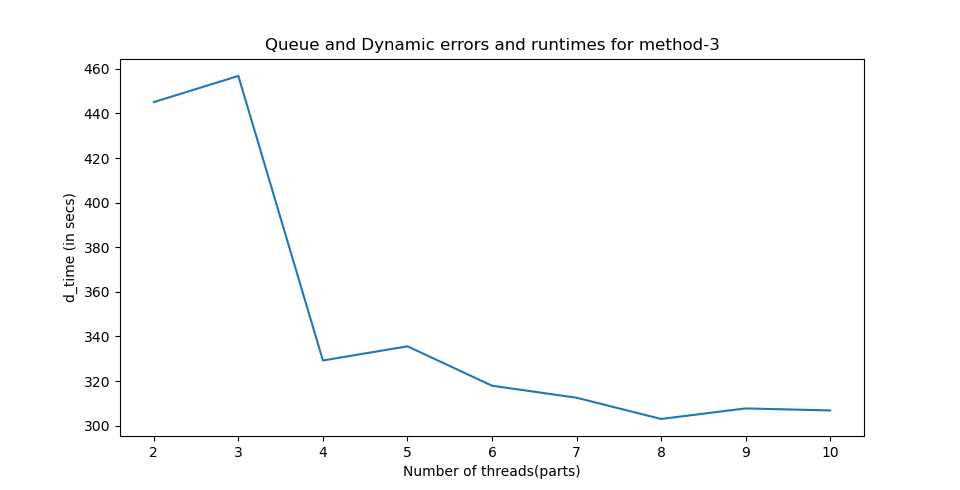 Queue and Dynamic errors and runtimes for method-3
460
440
420
400
380
360
340
320
300
d_time (in secs)
2 3 4 5 6 7 8 9 10
Number of threads(parts)